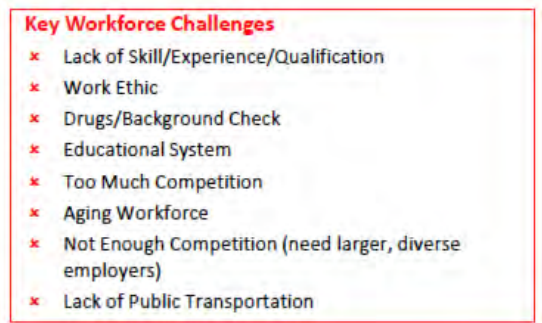 Key Workforce Challenges
× Lack of Skill/Experience/Qualification
× Work Ethic
× Drugs/Background Check
× Educational System
× Too Much Competition
× Aging Workforce
× Not Enough Competition (need larger, diverse
employers)
× Lack of Public Transportation